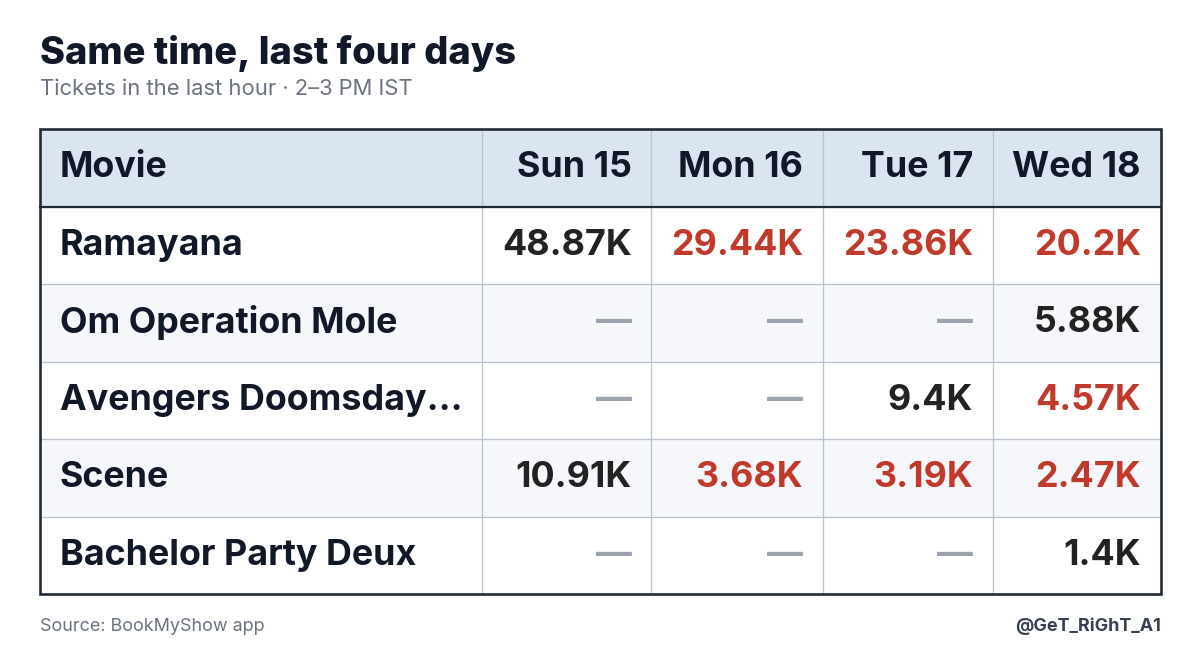 Same time, last four days
Tickets in the last hour · 2–3 PM IST
Movie Sun 15 Mon 16 Tue 17 Wed 18
Ramayana 48.87K 29.44K 23.86K 20.2K
Om Operation Mole — — — 5.88K
Avengers Doomsday... — — 9.4K 4.57K
Scene 10.91K 3.68K 3.19K 2.47K
Bachelor Party Deux — — — 1.4K
Source: BookMyShow app @GeT_RiGhT_A1